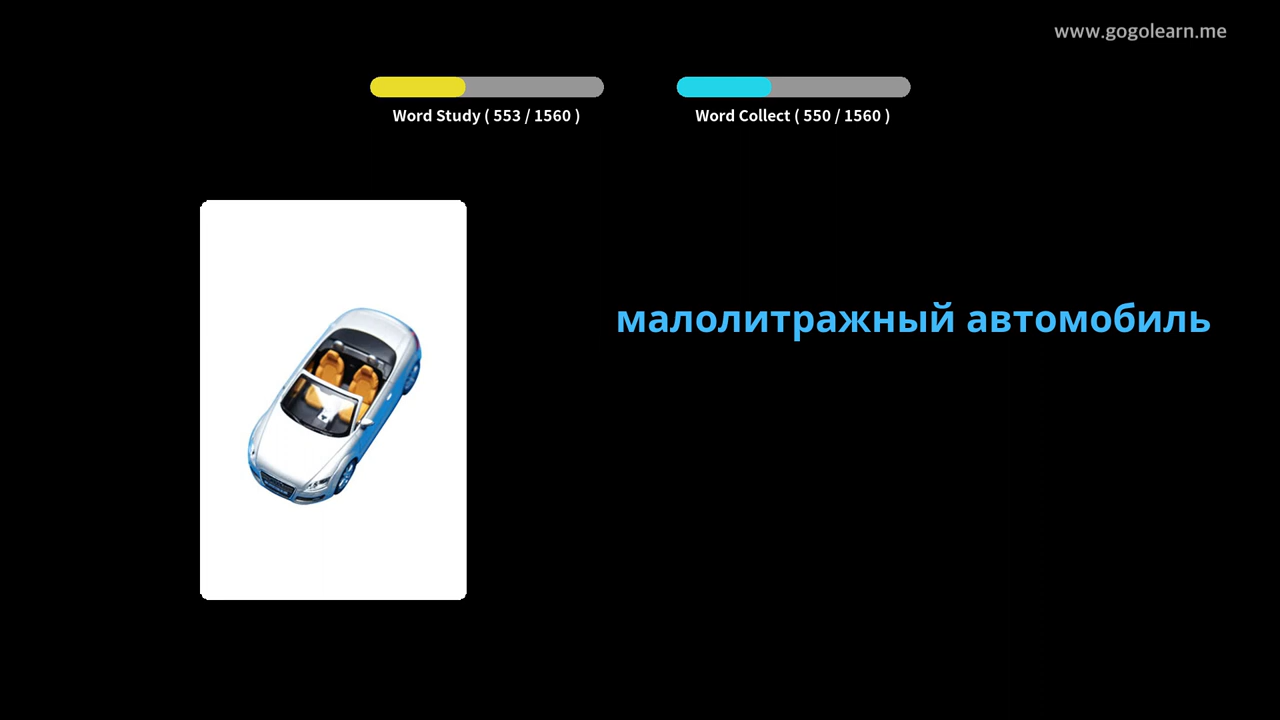 www.gogolearn.me
Word Study ( 553 / 1560 )
Word Collect ( 550 / 1560 )
малолитражный автомобиль